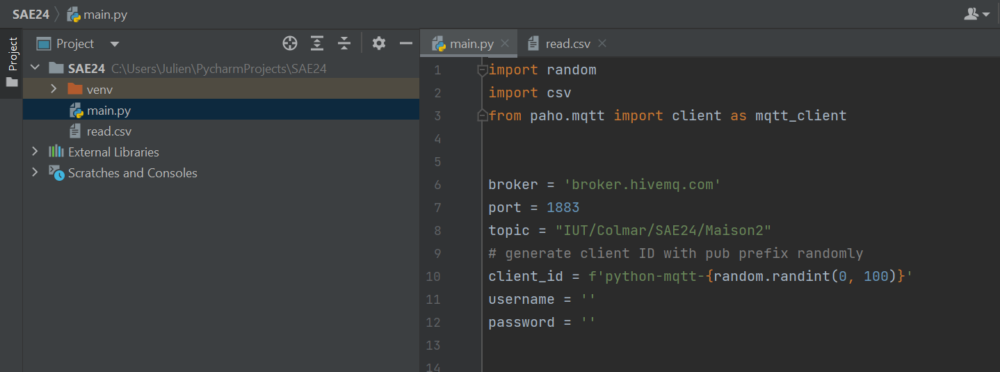 SAE24 main.py
Project
Project
SAE24 C:\Users\Julien\PycharmProjects\SAE24
venv
main.py
read.csv
External Libraries
Scratches and Consoles
main.py read.csv
1 import random
2 import csv
3 from paho.mqtt import client as mqtt_client
4
5
6 broker = 'broker.hivemq.com'
7 port = 1883
8 topic = "IUT/Colmar/SAE24/Maison2"
9 # generate client ID with pub prefix randomly
10 client_id = f'python-mqtt-{random.randint(0, 100)}'
11 username = ''
12 password = ''
13
14